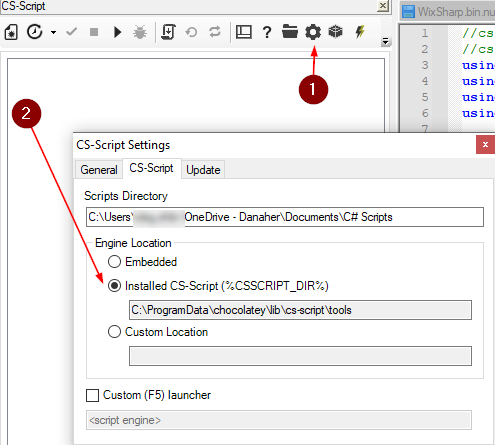 CS-Script
WixSharp.bin.nu
1 //cs
2 //cs
3 usin
4 usin
5 usin
6 usin
7
?
1
2
CS-Script Settings
x
General CS-Script Update
Scripts Directory
C:\Users\ OneDrive - Danaher\Documents\C# Scripts
Engine Location
Embedded
Installed CS-Script (%CSSCRIPT_DIR%)
C:\ProgramData\chocolatey\lib\cs-script\tools
Custom Location
Custom (F5) launcher
<script engine>